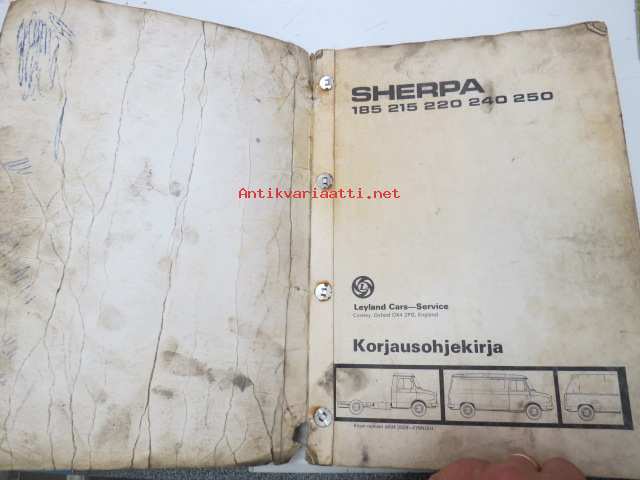 SHERPA
185 215 220 240 250
Antikvariaatti.net
Leyland Cars—Service
Cowley, Oxford OX4 2PG, England
Korjausohjekirja